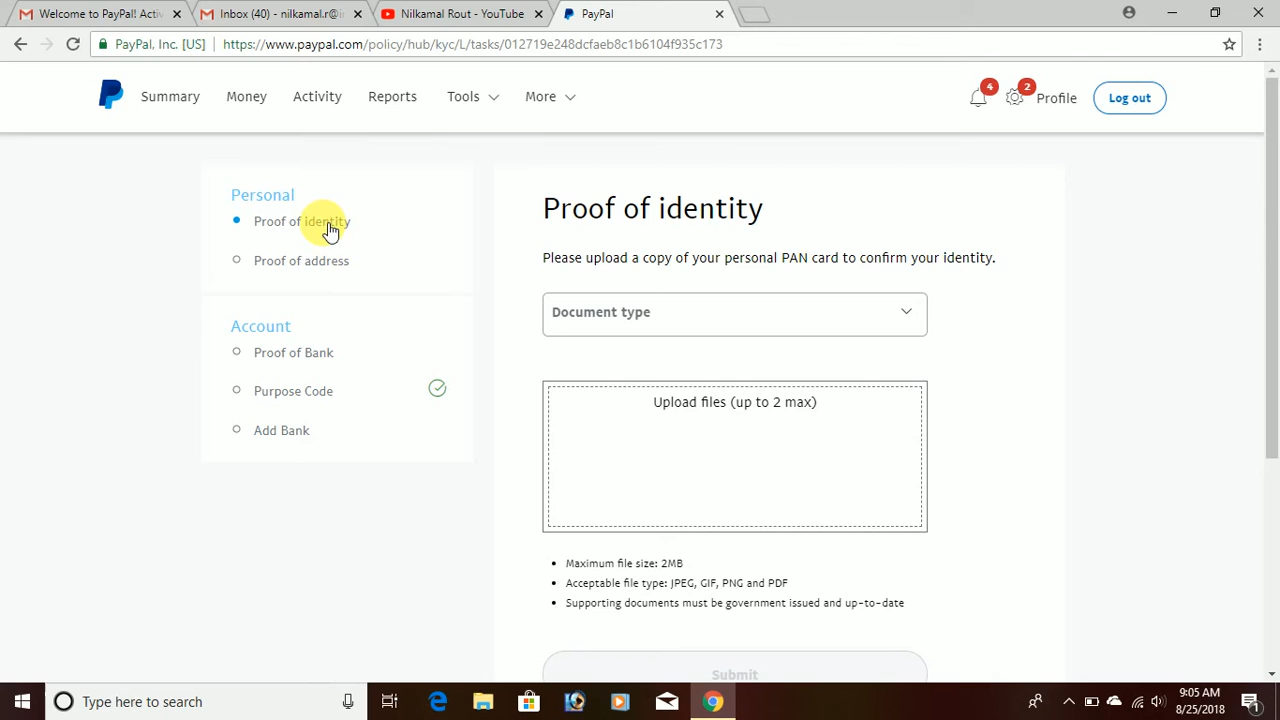 Welcome to PayPal! Activ
Inbox (40) - nilkamal.r@i
Nilkamal Rout - YouTube
PayPal
PayPal, Inc. [US]
https://www.paypal.com/policy/hub/kyc/L/tasks/012719e248dcfaeb8c1b6104f935c173
Summary
Money
Activity
Reports
Tools
More
4
2
Profile
Log out
Personal
Proof of identity
Proof of address
Account
Proof of Bank
Purpose Code
Add Bank
Proof of identity
Please upload a copy of your personal PAN card to confirm your identity.
Document type
Upload files (up to 2 max)
Maximum file size: 2MB
Acceptable file type: JPEG, GIF, PNG and PDF
Supporting documents must be government issued and up-to-date
Submit
Type here to search
9:05 AM
8/25/2018
1